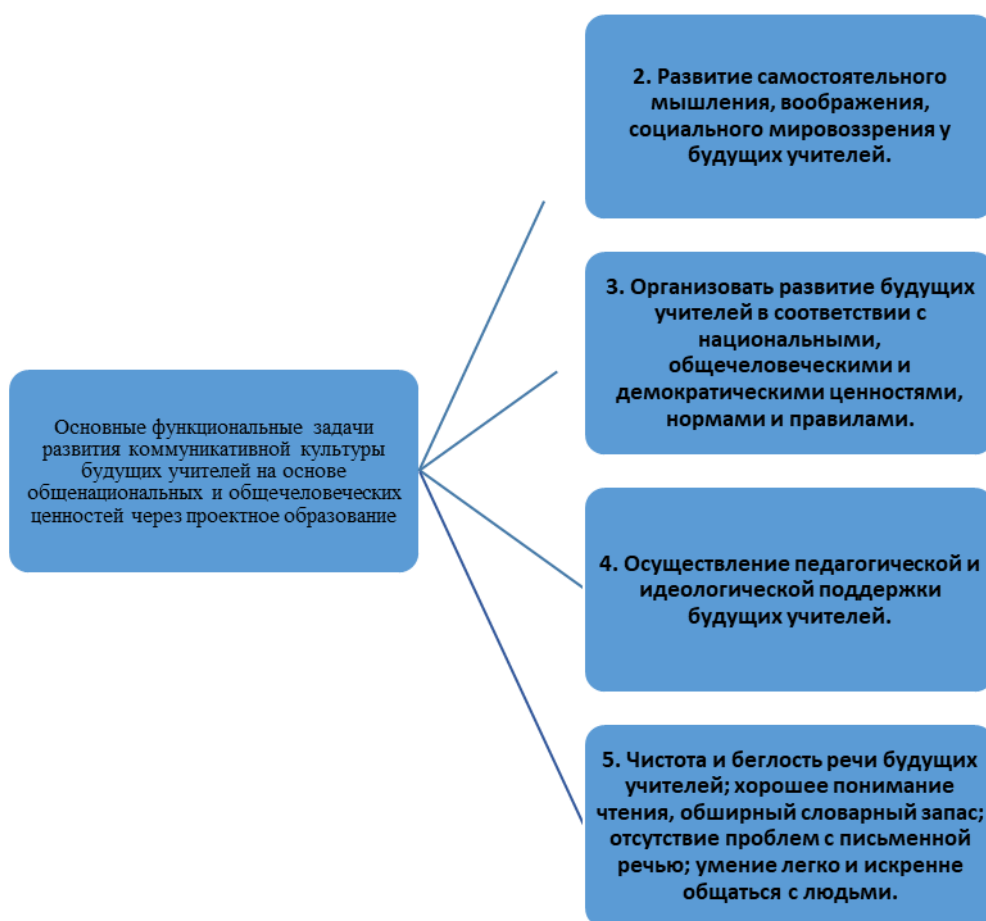 Основные функциональные задачи
развития коммуникативной культуры
будущих учителей на основе
общенациональных и общечеловеческих
ценностей через проектное образование
2. Развитие самостоятельного
мышления, воображения,
социального мировоззрения у
будущих учителей.
3. Организовать развитие будущих
учителей в соответствии с
национальными,
общечеловеческими и
демократическими ценностями,
нормами и правилами.
4. Осуществление педагогической и
идеологической поддержки
будущих учителей.
5. Чистота и беглость речи будущих
учителей; хорошее понимание
чтения, обширный словарный запас;
отсутствие проблем с письменной
речью; умение легко и искренне
общаться с людьми.